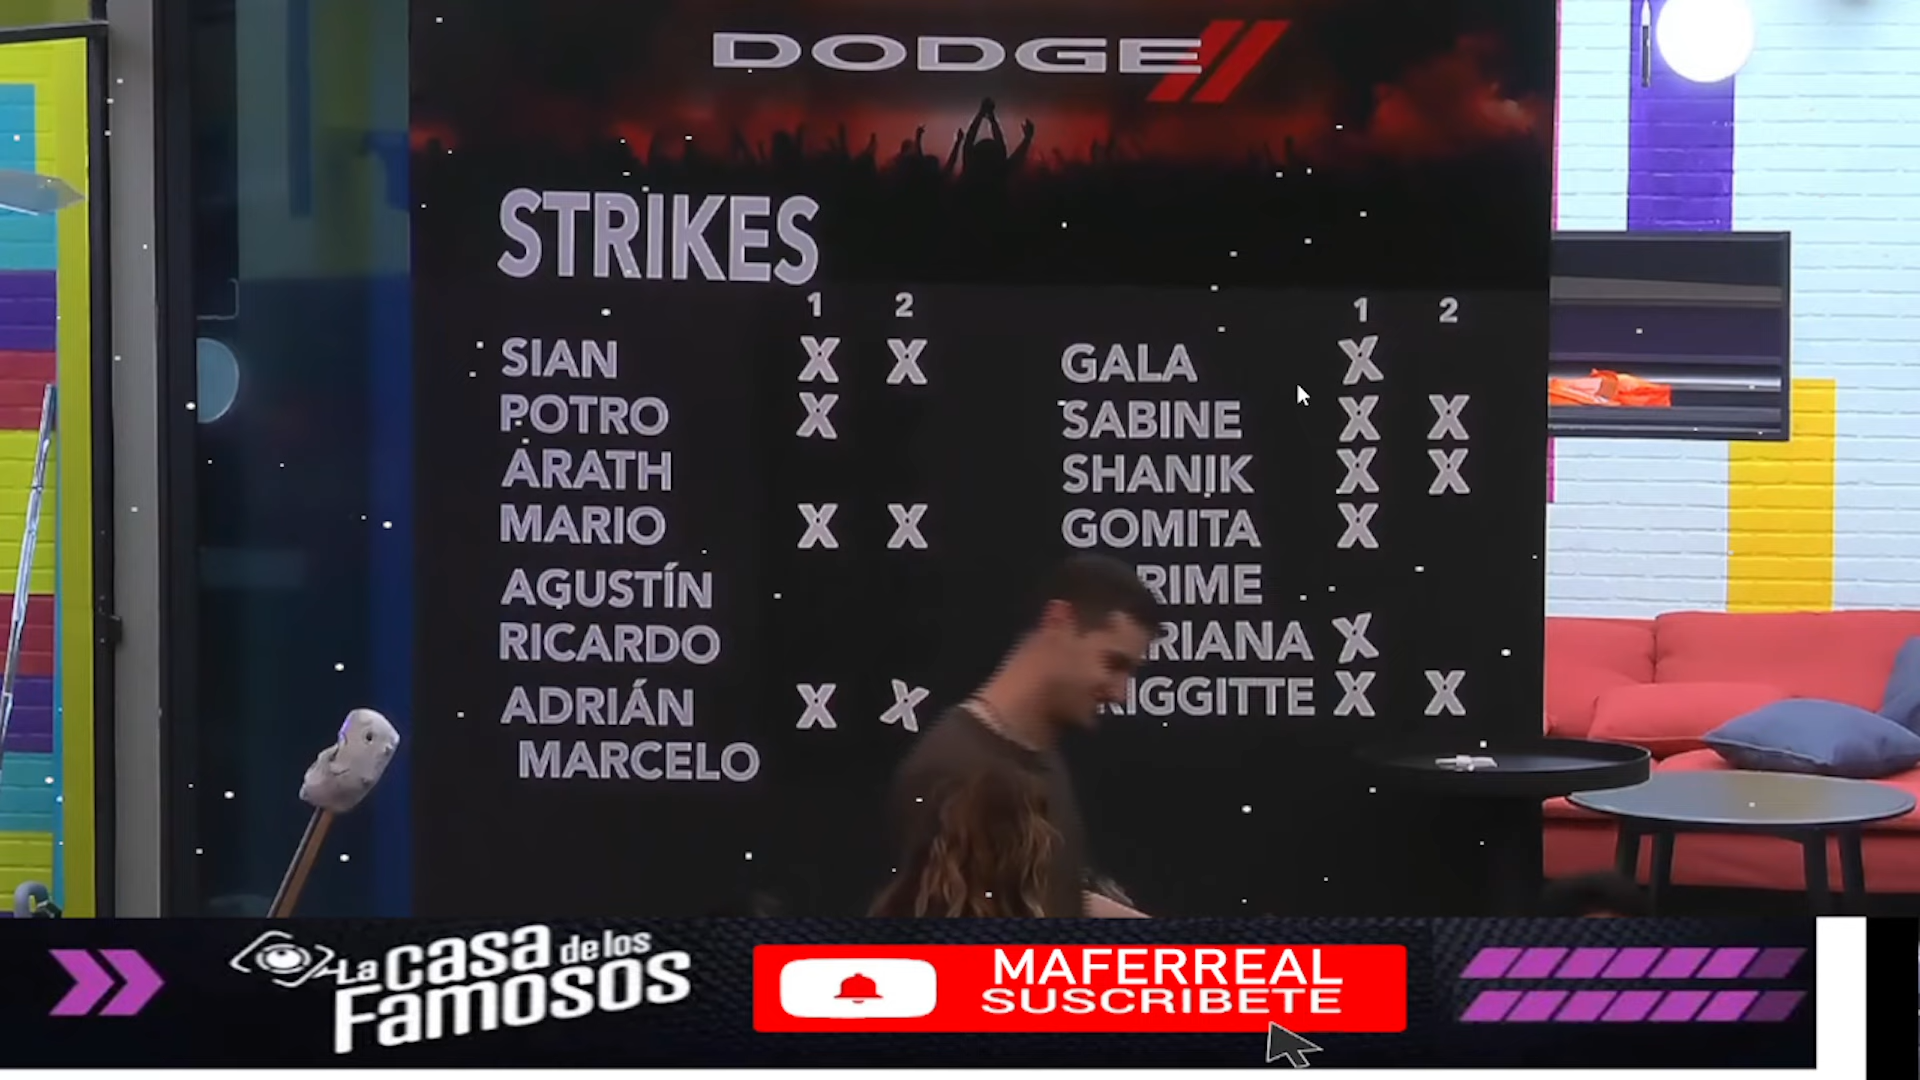 DODGE
STRIKES
1 2
SIAN X X
POTRO X
ARATH
MARIO X X
AGUSTÍN
RICARDO
ADRIÁN X X
MARCELO
1 2
GALA X
SABINE X X
SHANIK X X
GOMITA X
RIME
RIANA X
IGGITTE X X
La casa de los
Famosos
MAFERREAL
SUSCRIBETE